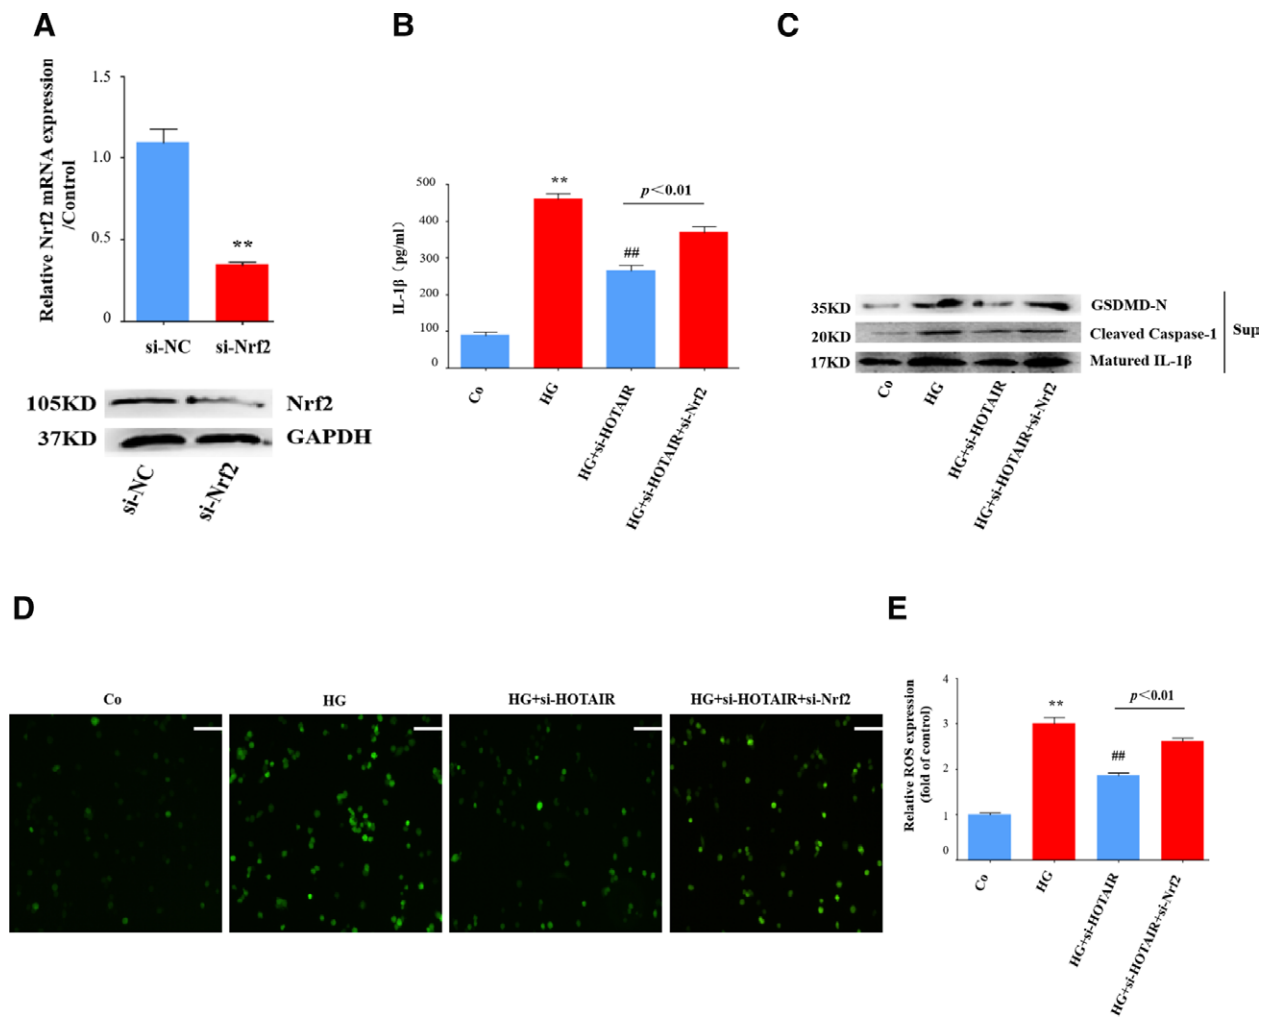 A
B
C
Relative Nrf2 mRNA expression
/Control
1.5
1.0
0.5
0
**
si-NC
si-Nrf2
105KD
Nrf2
37KD
GAPDH
si-NC
si-Nrf2
IL-1β（pg/ml）
500
400
300
200
100
0
**
##
p＜0.01
Co
HG
HG+si-HOTAIR
HG+si-HOTAIR+si-Nrf2
35KD
GSDMD-N
20KD
Cleaved Caspase-1
17KD
Matured IL-1β
Sup
Co
HG
HG+si-HOTAIR
HG+si-HOTAIR+si-Nrf2
D
E
Co
HG
HG+si-HOTAIR
HG+si-HOTAIR+si-Nrf2
Relative ROS expression
(fold of control)
4
3
2
1
0
**
##
p＜0.01
Co
HG
HG+si-HOTAIR
HG+si-HOTAIR+si-Nrf2